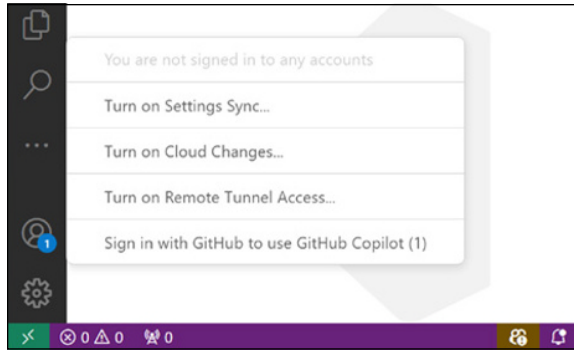 You are not signed in to any accounts
Turn on Settings Sync...
Turn on Cloud Changes...
Turn on Remote Tunnel Access...
1
Sign in with GitHub to use GitHub Copilot (1)
0 0 0